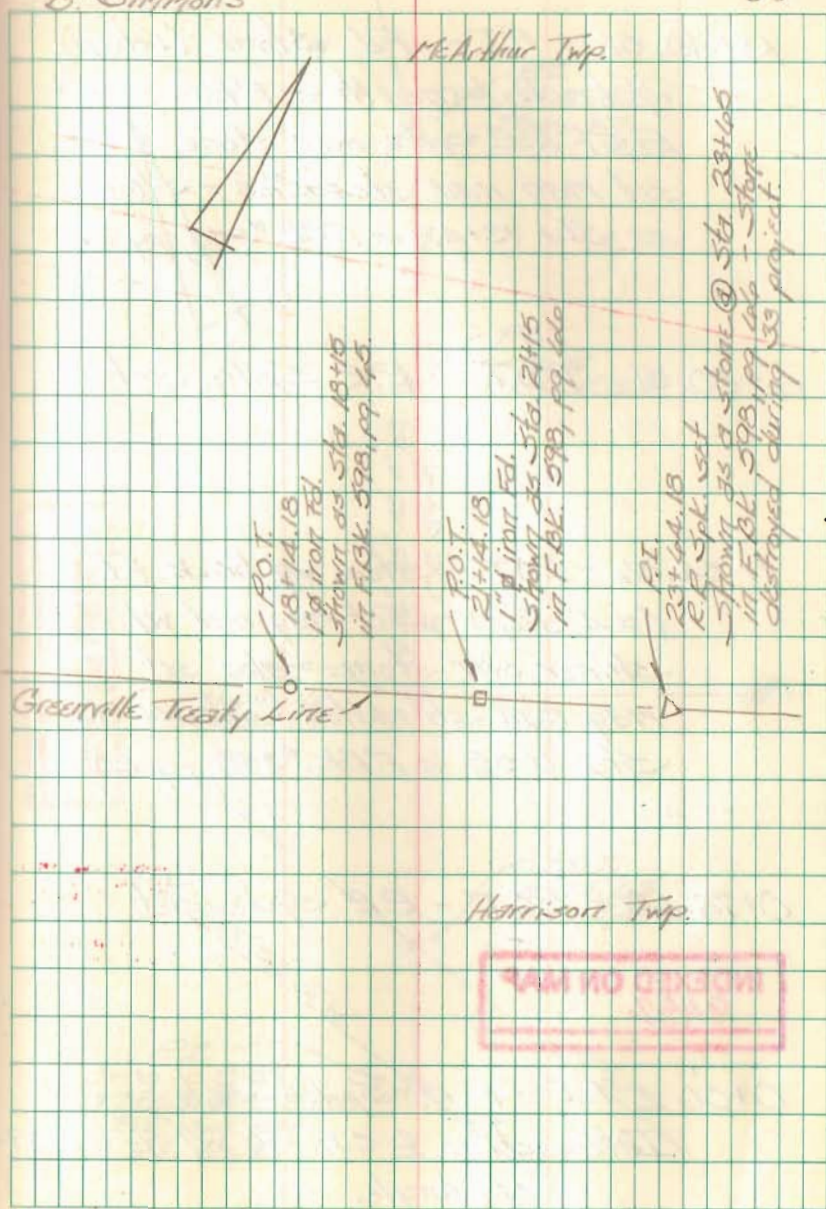 B. Simmons
McArthur Twp.
P.O.T.
18+14.18
1"ø iron Fd.
Shown as Sta. 18+15
in F.BK. 598, pg. 65.
P.O.T.
21+14.18
1"ø iron Fd.
Shown as Sta 21+15
in F.BK. 598, pg. 66
P.I.
23+64.18
R.R. Spk. set
Shown as a stone @ Sta. 23+65
in F.BK. 598, pg. 66 - Stone
destroyed during '33 project.
Greenville Treaty Line
Harrison Twp.
INDEXED ON MAP